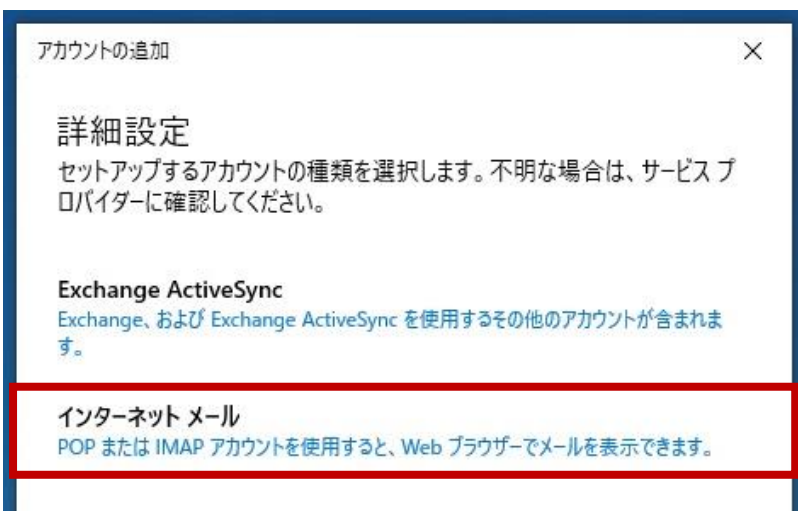 アカウントの追加
詳細設定
セットアップするアカウントの種類を選択します。不明な場合は、サービス プ
ロバイダーに確認してください。
Exchange ActiveSync
Exchange、および Exchange ActiveSync を使用するその他のアカウントが含まれま
す。
インターネット メール
POP または IMAP アカウントを使用すると、Web ブラウザーでメールを表示できます。